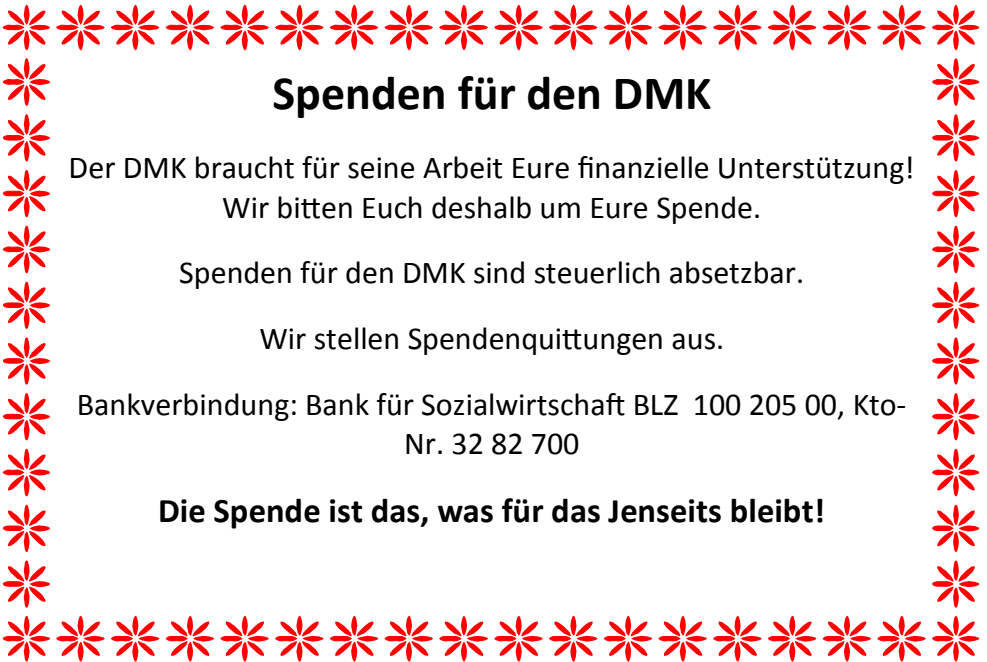 Spenden für den DMK
Der DMK braucht für seine Arbeit Eure finanzielle Unterstützung!
Wir bitten Euch deshalb um Eure Spende.
Spenden für den DMK sind steuerlich absetzbar.
Wir stellen Spendenquittungen aus.
Bankverbindung: Bank für Sozialwirtschaft BLZ  100 205 00, Kto-
Nr. 32 82 700
Die Spende ist das, was für das Jenseits bleibt!